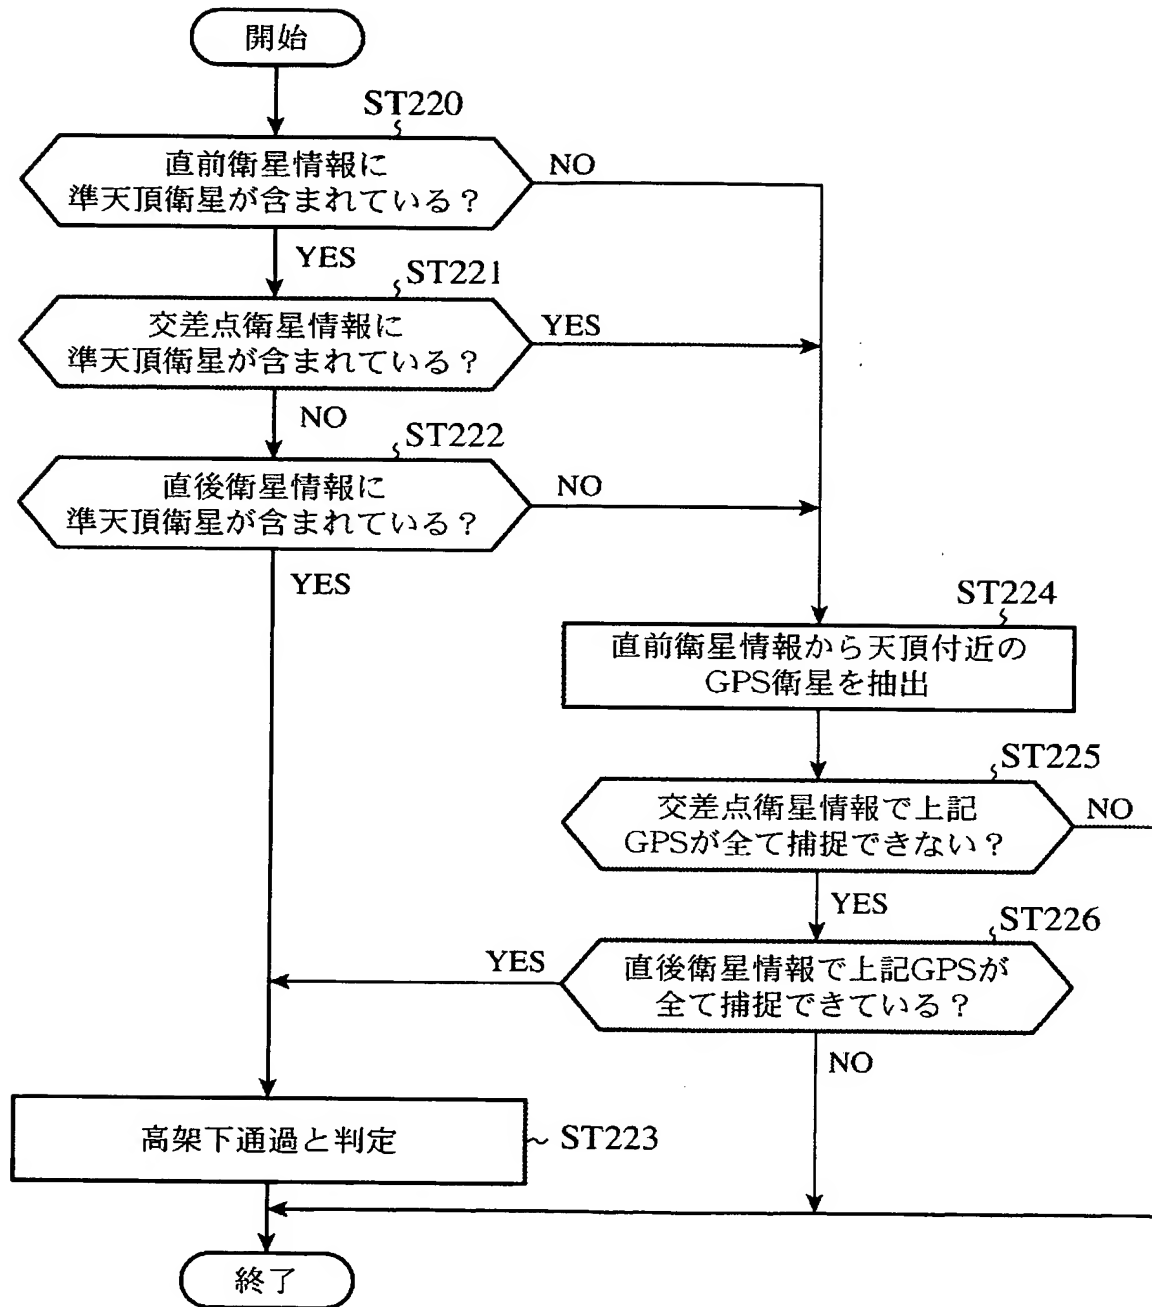 開始
ST220
直前衛星情報に
準天頂衛星が含まれている？
NO
YES
ST221
交差点衛星情報に
準天頂衛星が含まれている？
YES
NO
ST222
直後衛星情報に
準天頂衛星が含まれている？
NO
YES
ST224
直前衛星情報から天頂付近の
GPS衛星を抽出
ST225
交差点衛星情報で上記
GPSが全て捕捉できない？
NO
YES
ST226
直後衛星情報で上記GPSが
全て捕捉できている？
YES
NO
高架下通過と判定
ST223
終了